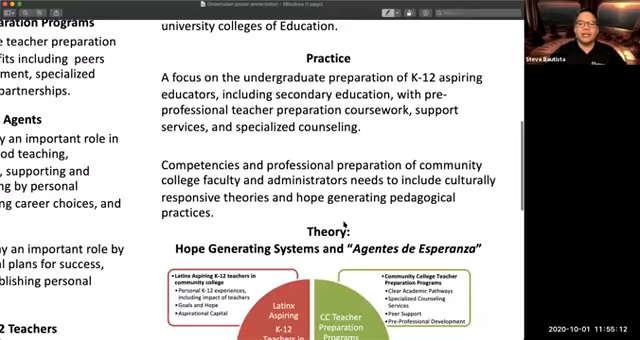 paration Programs
e teacher preparation
fits including peers
ment, specialized
partnerships.
Agents
y an important role in
od teaching,
, supporting and
ng by personal
ng career choices, and
ay an important role by
l plans for success,
blishing personal
2 Teachers
university colleges of Education.
Practice
A focus on the undergraduate preparation of K-12 aspiring
educators, including secondary education, with pre-
professional teacher preparation coursework, support
services, and specialized counseling.
Competencies and professional preparation of community
college faculty and administrators needs to include culturally
responsive theories and hope generating pedagogical
practices.
Theory:
Hope Generating Systems and “Agentes de Esperanza”
•Latinx Aspiring K-12 teachers in
community college
• Personal K-12 experiences,
including impact of teachers
• Goals and Hope
• Aspirational Capital
Latinx
Aspiring
K-12
Teachers in
•Community College Teacher
Preparation Programs
• Clear Academic Pathways
• Specialized Counseling
Services
• Peer Support
• Pre-Professional Development
CC Teacher
Preparation
Programs
Steve Bautista
2020-10-01 11:55:12